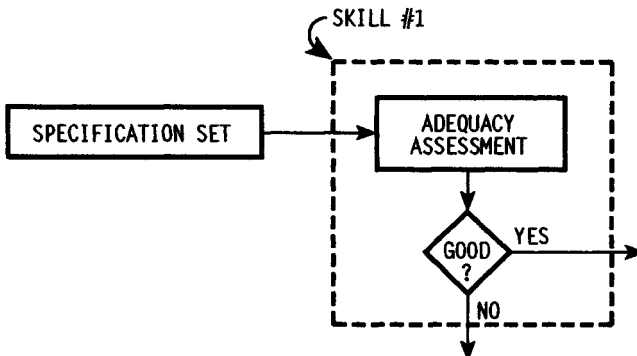 SKILL #1
SPECIFICATION SET
ADEQUACY
ASSESSMENT
GOOD
?
YES
NO